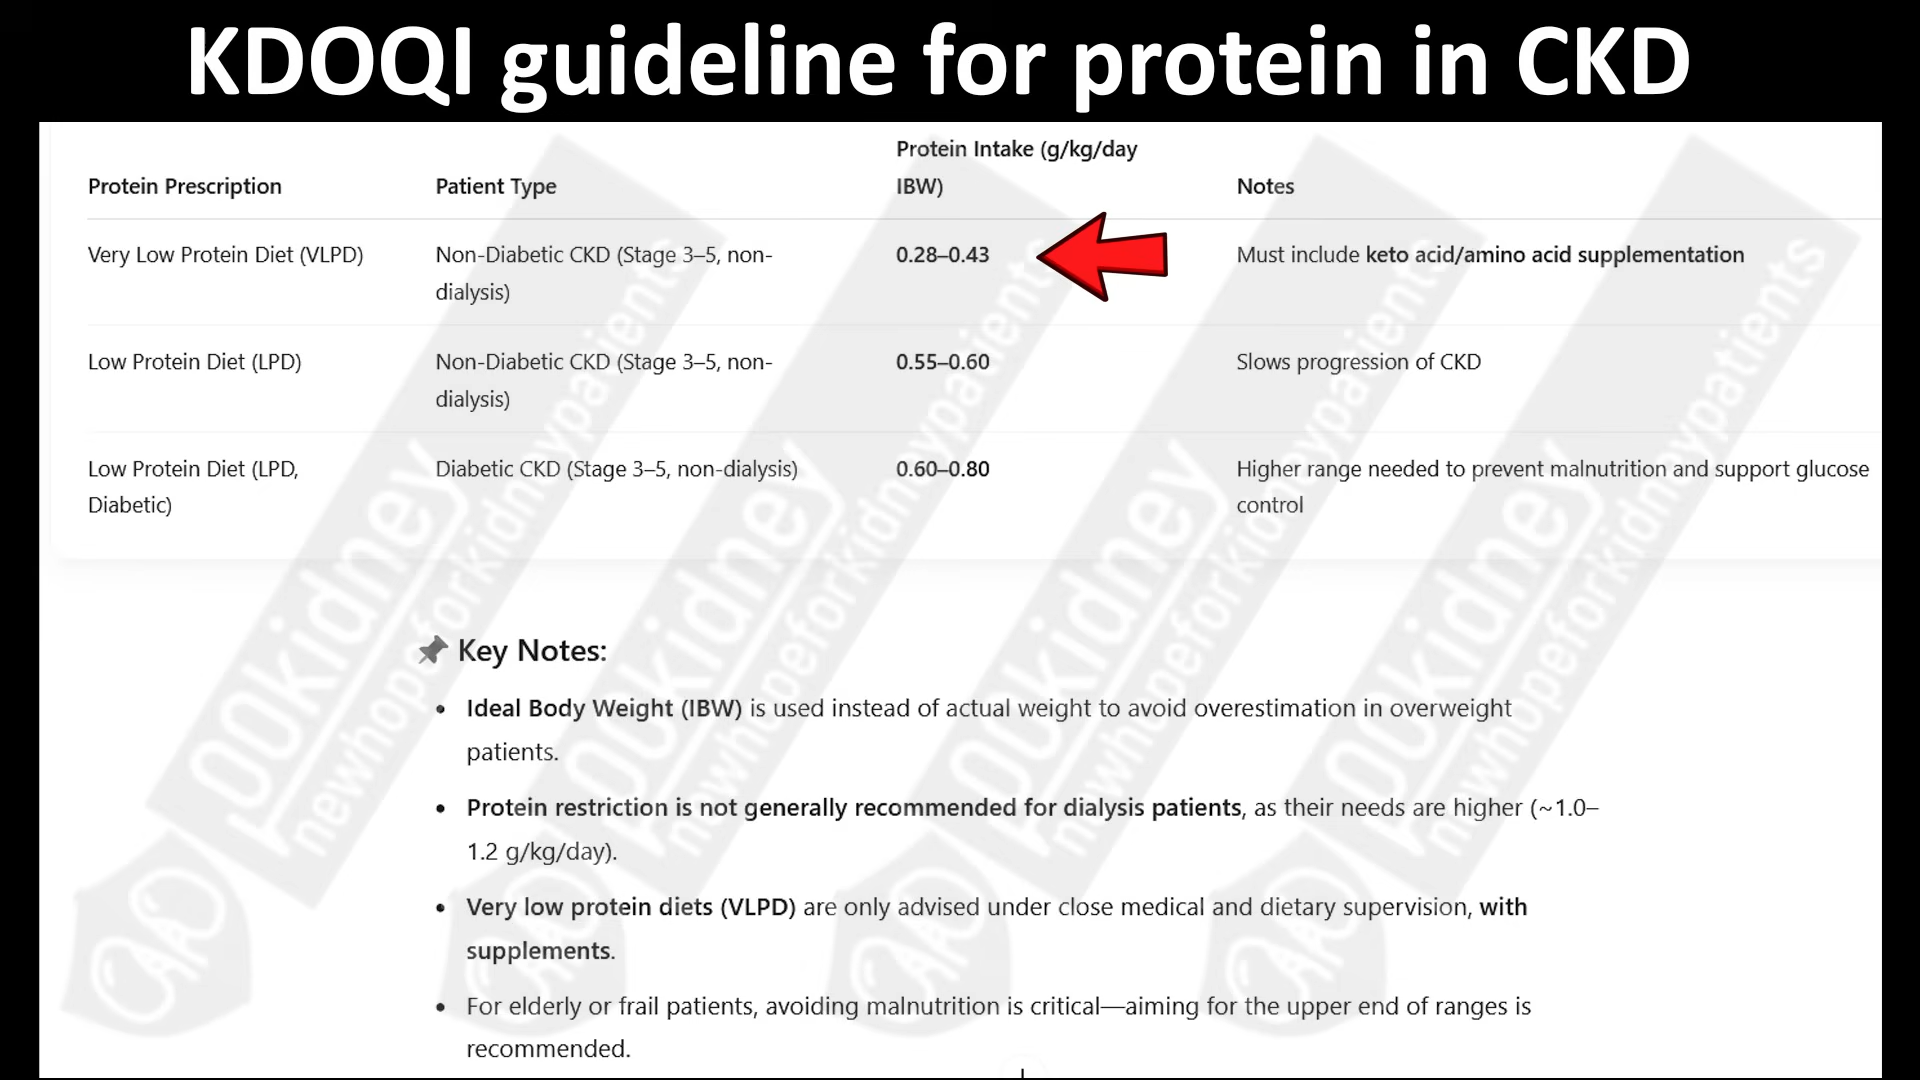 KDOQI guideline for protein in CKD
Protein Intake (g/kg/day
Protein Prescription Patient Type IBW) Notes
Very Low Protein Diet (VLPD) Non-Diabetic CKD (Stage 3–5, non- 0.28–0.43 Must include keto acid/amino acid supplementation
dialysis)
Low Protein Diet (LPD) Non-Diabetic CKD (Stage 3–5, non- 0.55–0.60 Slows progression of CKD
dialysis)
Low Protein Diet (LPD, Diabetic CKD (Stage 3–5, non-dialysis) 0.60–0.80 Higher range needed to prevent malnutrition and support glucose
Diabetic) control
Key Notes:
• Ideal Body Weight (IBW) is used instead of actual weight to avoid overestimation in overweight
patients.
• Protein restriction is not generally recommended for dialysis patients, as their needs are higher (~1.0–
1.2 g/kg/day).
• Very low protein diets (VLPD) are only advised under close medical and dietary supervision, with
supplements.
• For elderly or frail patients, avoiding malnutrition is critical—aiming for the upper end of ranges is
recommended.
newhopeforkidneypatients
newhopeforkidneypatients
newhopeforkidneypatients
newhopeforkidneypatients